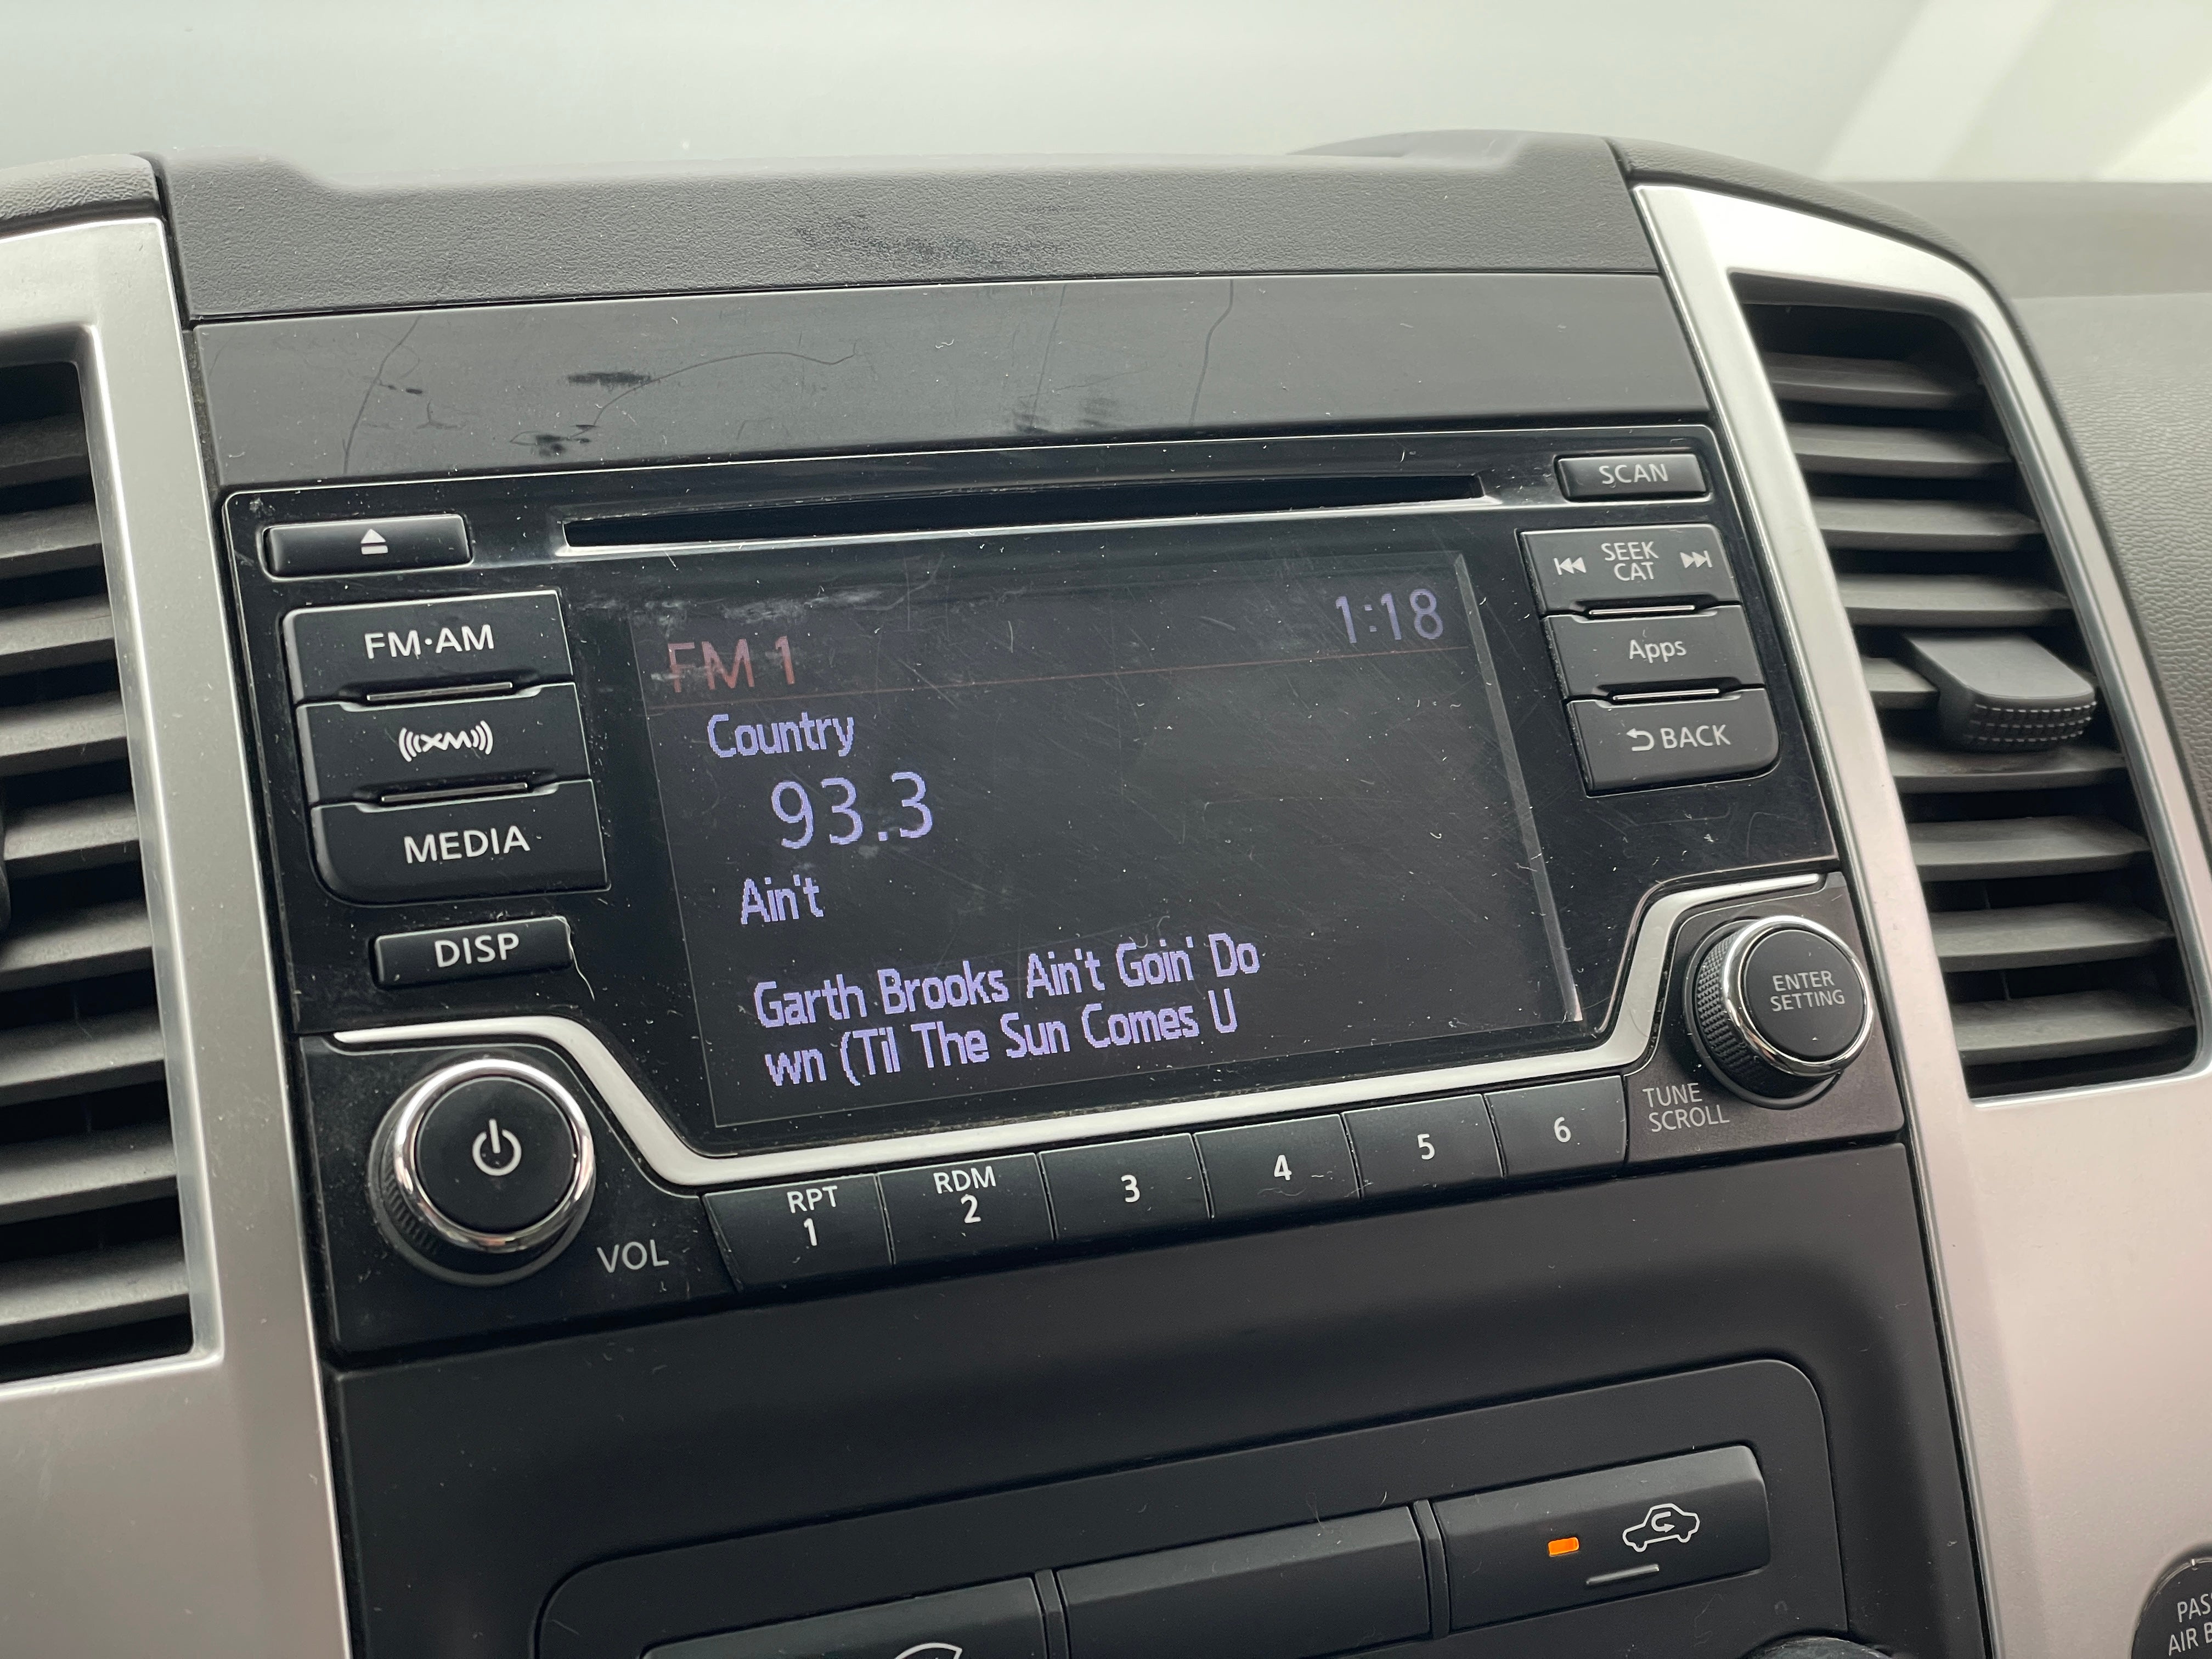 SCAN
SEEK
CAT
FM·AM
1:18
FM 1
Apps
Country
XM
BACK
93.3
MEDIA
Ain't
DISP
Garth Brooks Ain't Goin' Do
wn (Til The Sun Comes U
ENTER
SETTING
TUNE
SCROLL
VOL
RPT
1
RDM
2
3
4
5
6
AIR